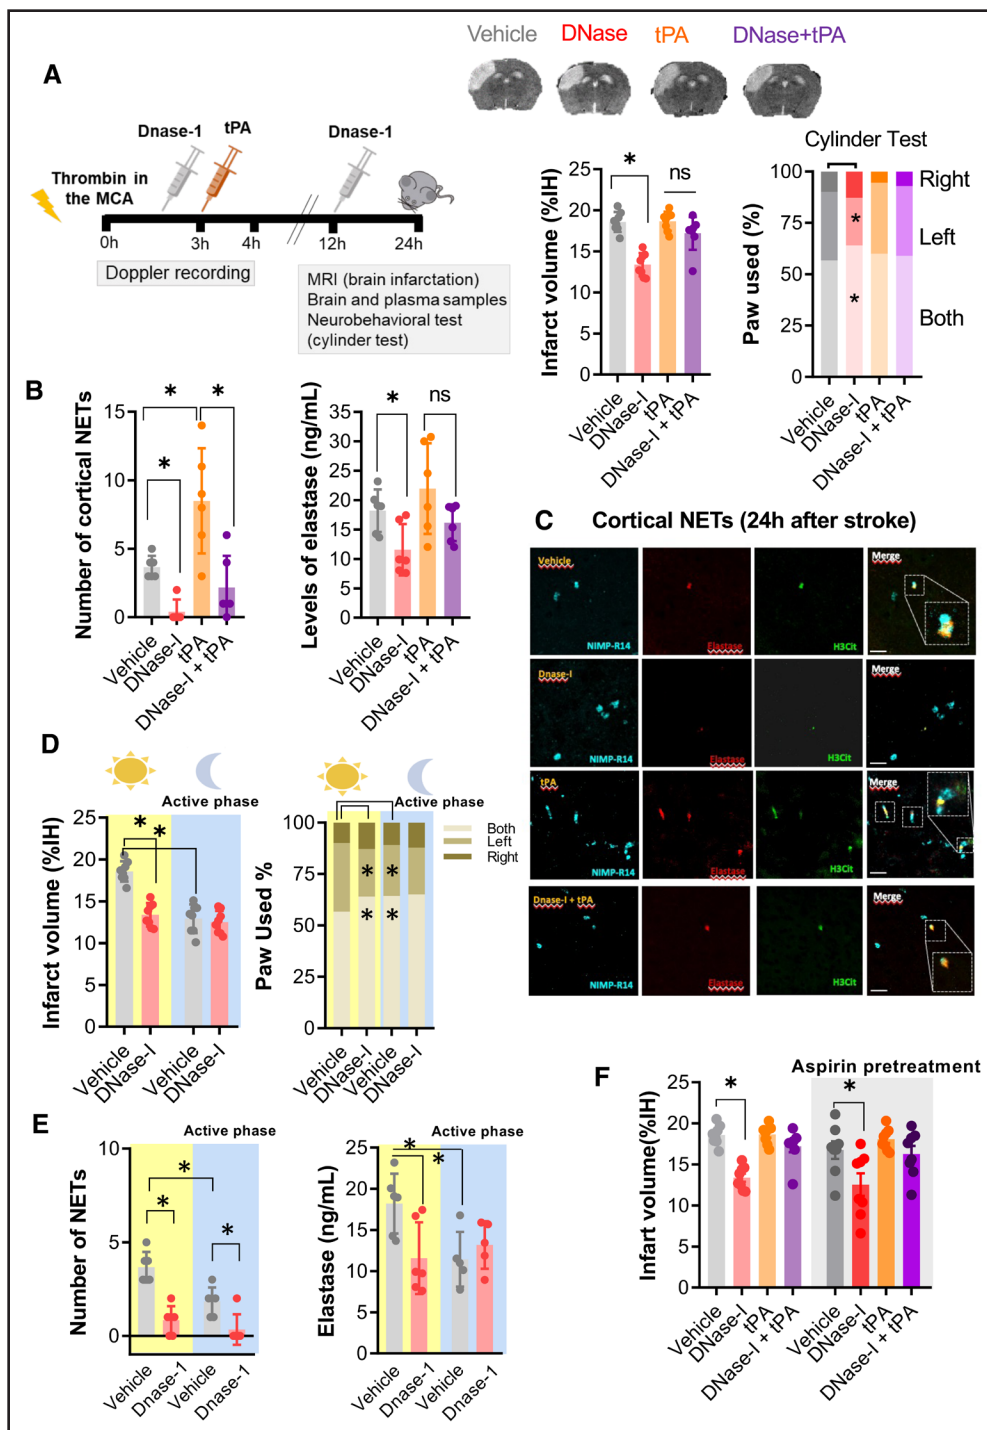 Vehicle DNase tPA DNase+tPA
A
Dnase-1 tPA Dnase-1
Thrombin in
the MCA
0h 3h 4h 12h 24h
Doppler recording
MRI (brain infarctation)
Brain and plasma samples
Neurobehavioral test
(cylinder test)
Infarct volume (%IH)
25
20
15
10
5
0
* ns
Vehicle
DNase-I
tPA
DNase-I + tPA
Cylinder Test
Paw used (%)
100
75
50
25
0
Right
Left
Both
*
*
Vehicle
DNase-I
tPA
DNase-I + tPA
B
Number of cortical NETs
15
10
5
0
* *
*
Vehicle
DNase-I
tPA
DNase-I + tPA
Levels of elastase (ng/mL)
35
30
25
20
15
10
5
0
* ns
Vehicle
DNase-I
tPA
DNase-I + tPA
C Cortical NETs (24h after stroke)
Vehicle Merge
NIMP-R14 Elastase H3Cit
Dnase-I Merge
NIMP-R14 Elastase H3Cit
tPA Merge
NIMP-R14 Elastase H3Cit
Dnase-I + tPA Merge
NIMP-R14 Elastase H3Cit
D
Active phase
Infarct volume (%IH)
25
20
15
10
5
0
* *
Vehicle
DNase-I
Vehicle
DNase-I
Active phase
Paw Used %
100
75
50
25
0
Both
Left
Right
* *
* *
Vehicle
DNase-I
Vehicle
DNase-I
E
Active phase
Number of NETs
10
5
0
*
* *
Vehicle
Dnase-1
Vehicle
Dnase-1
Active phase
Elastase (ng/mL)
25
20
15
10
5
0
* *
Vehicle
Dnase-1
Vehicle
Dnase-1
F
Aspirin pretreatment
Infart volume(%IH)
25
20
15
10
5
0
* *
Vehicle
DNase-I
tPA
DNase-I + tPA
Vehicle
DNase-I
tPA
DNase-I + tPA